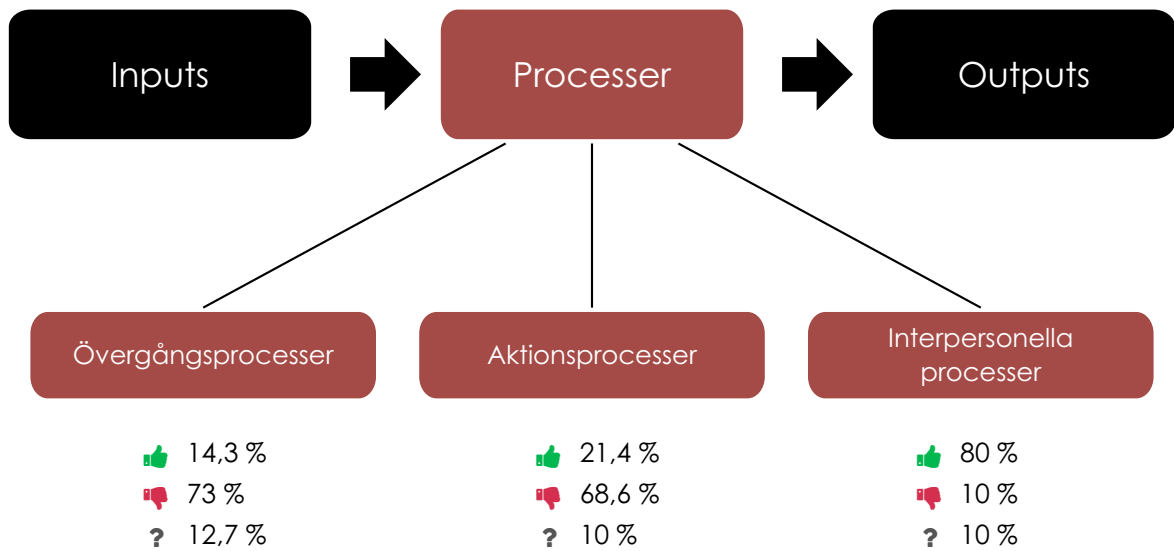 Inputs
Processer
Outputs
Övergångsprocesser
Aktionsprocesser
Interpersonella
processer
14,3 %
73 %
? 12,7 %
21,4 %
68,6 %
? 10 %
80 %
10 %
? 10 %